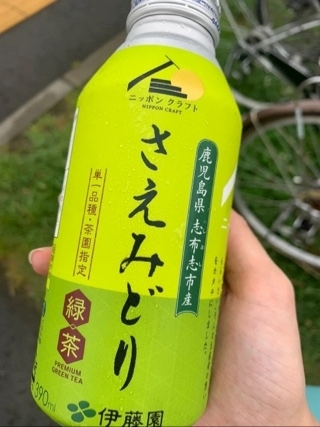 ニッポン クラフト
NIPPON CRAFT
さえみどり
鹿児島県 志布志市産
単一品種・茶園指定
緑茶
PREMIUM
GREEN TEA
390ml
伊藤園